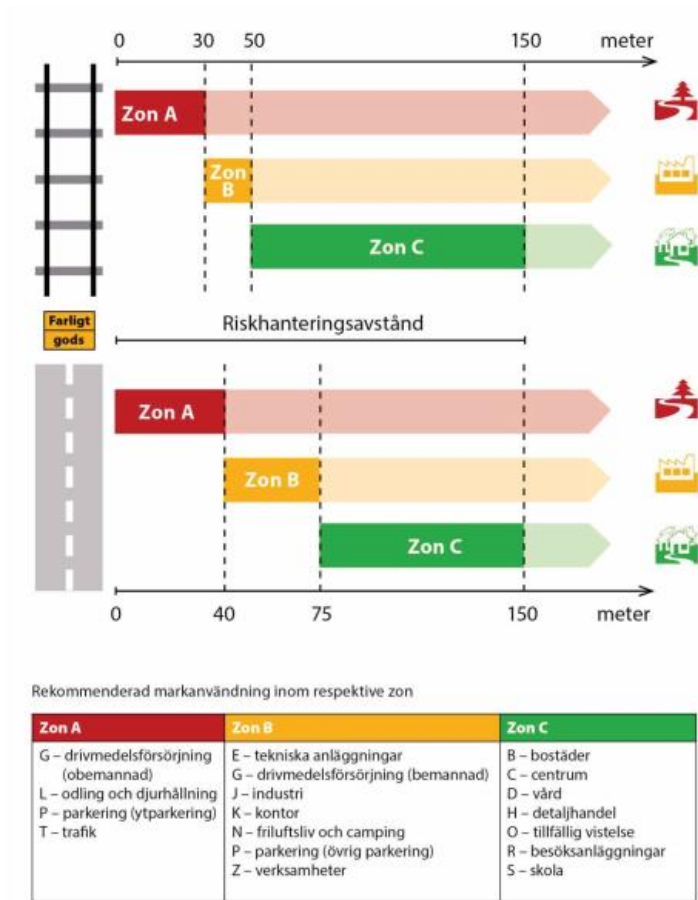 0 30 50 150 meter
Zon A
Zon
B
Zon C
Farligt
gods
Riskhanteringsavstånd
Zon A
Zon B
Zon C
0 40 75 150 meter
Rekommenderad markanvändning inom respektive zon
Zon A Zon B Zon C
G – drivmedelsförsörjning
(obemannad)
L – odling och djurhållning
P – parkering (ytparkering)
T – trafik
E – tekniska anläggningar
G – drivmedelsförsörjning (bemannad)
J – industri
K – kontor
N – friluftsliv och camping
P – parkering (övrig parkering)
Z – verksamheter
B – bostäder
C – centrum
D – vård
H – detaljhandel
O – tillfällig vistelse
R – besöksanläggningar
S – skola